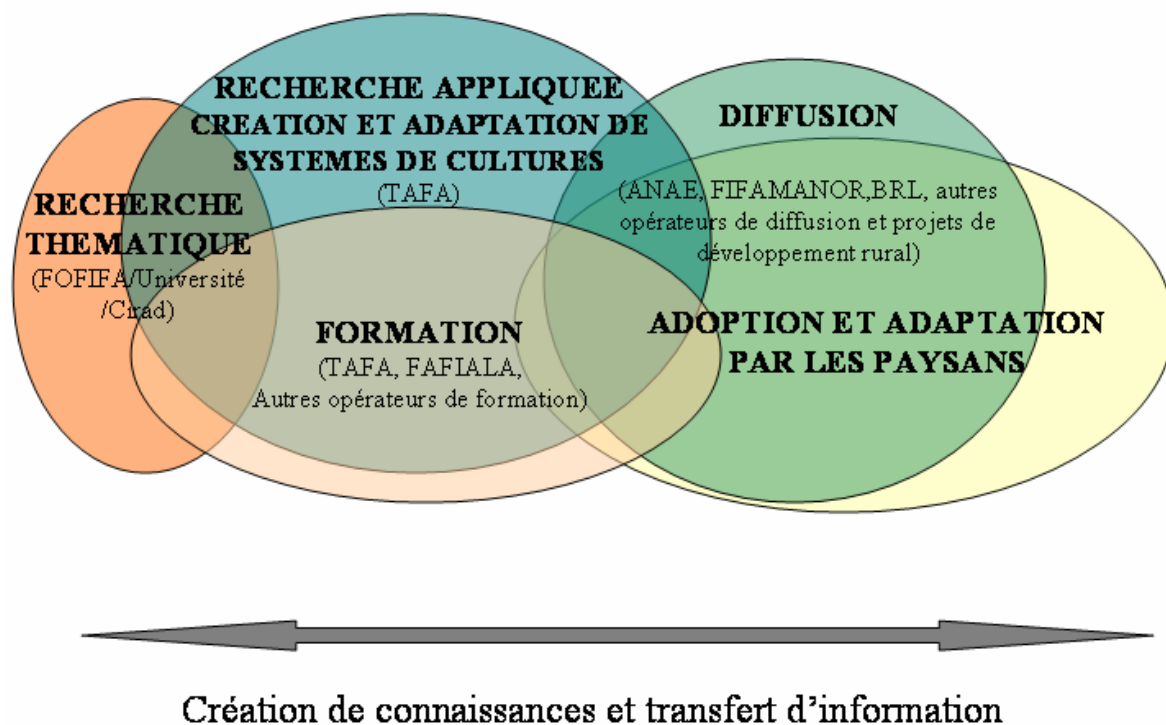 RECHERCHE APPLIQUEE
CREATION ET ADAPTATION DE
SYSTEMES DE CULTURES
(TAFA)
DIFFUSION
(ANAE, FIFAMANOR,BRL, autres
opérateurs de diffusion et projets de
développement rural)
RECHERCHE
THEMATIQUE
(FOFIFA/Université
/Cirad)
FORMATION
(TAFA, FAFIALA,
Autres opérateurs de formation)
ADOPTION ET ADAPTATION
PAR LES PAYSANS
Création de connaissances et transfert d'information